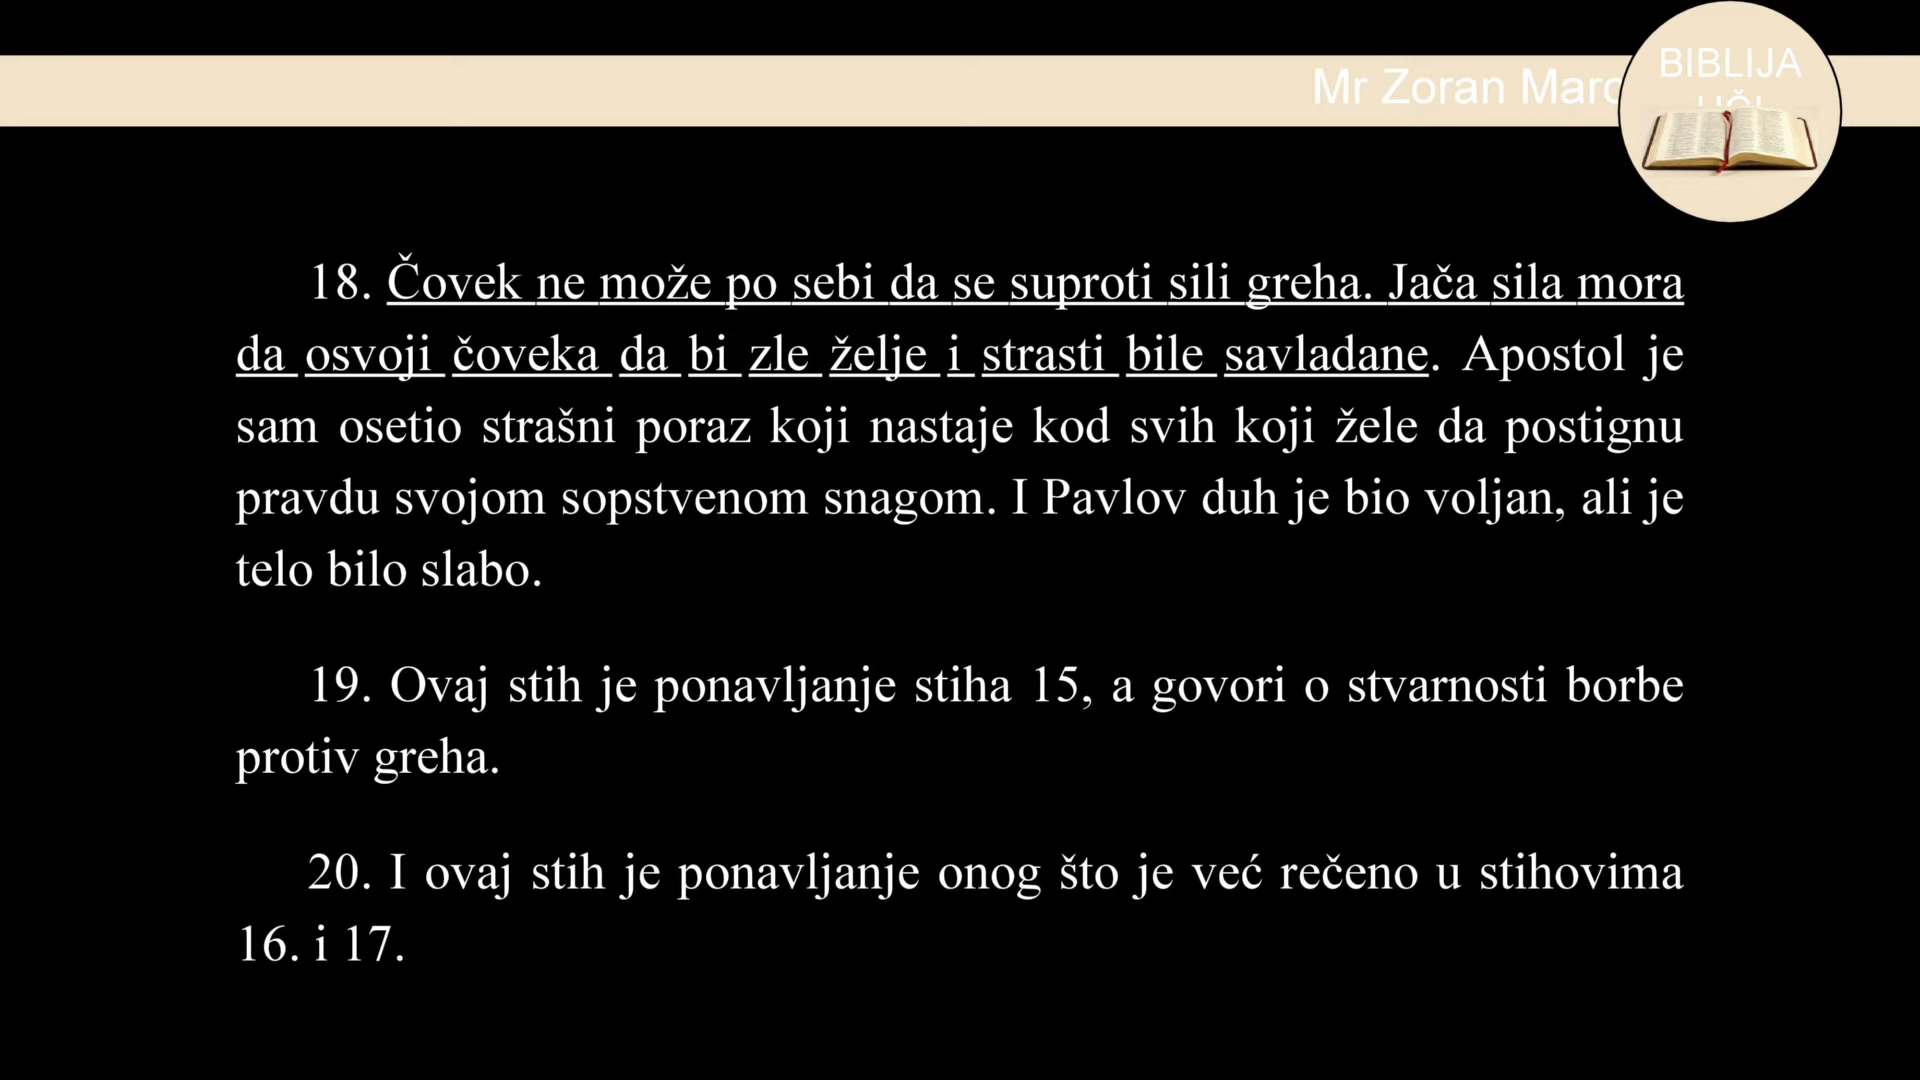 Mr Zoran
BIBLIJA
18. Čovek ne može po sebi da se suproti sili greha. Jača sila mora
da osvoji čoveka da bi zle želje i strasti bile savladane. Apostol je
sam osetio strašni poraz koji nastaje kod svih koji žele da postignu
pravdu svojom sopstvenom snagom. I Pavlov duh je bio voljan, ali je
telo bilo slabo.
19. Ovaj stih je ponavljanje stiha 15, a govori o stvarnosti borbe
protiv greha.
20. I ovaj stih je ponavljanje onog što je već rečeno u stihovima
16. i 17.